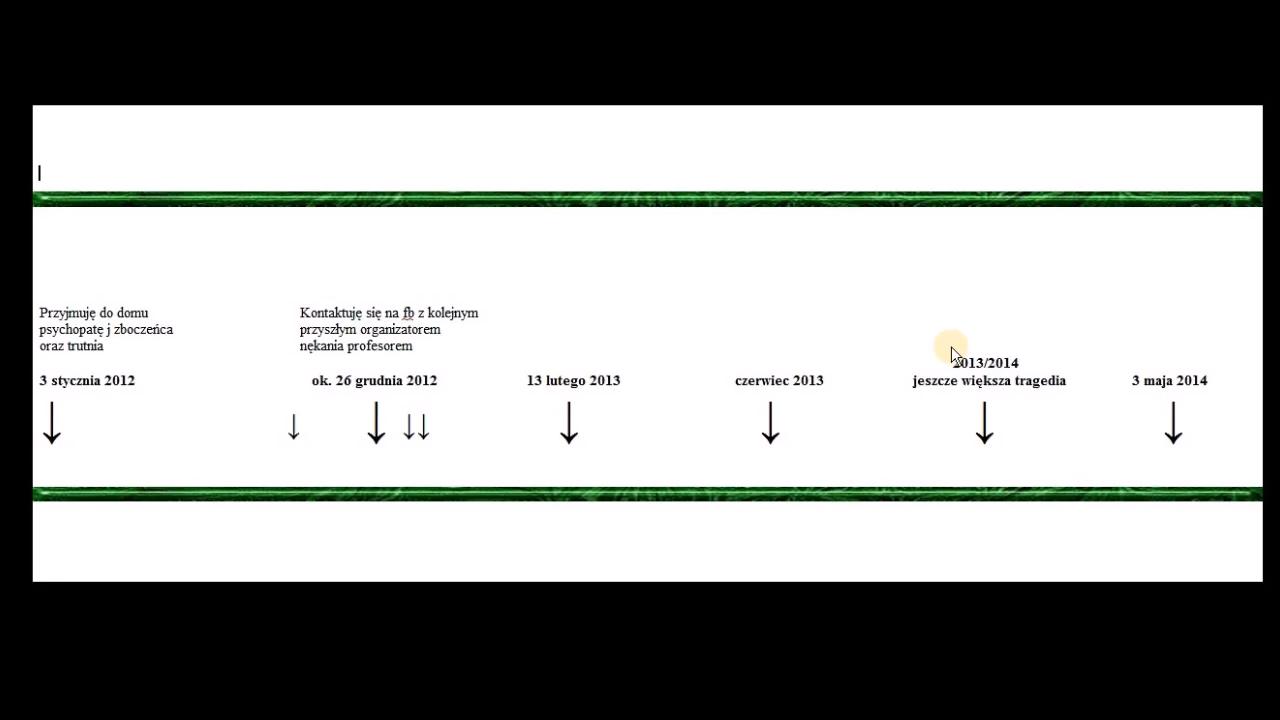 Przyjmuję do domu
psychopatę j zboczeńca
oraz trutnia
Kontaktuję się na fb z kolejnym
przyszłym organizatorem
nękania profesorem
3 stycznia 2012
ok. 26 grudnia 2012
13 lutego 2013
czerwiec 2013
2013/2014
jeszcze większa tragedia
3 maja 2014